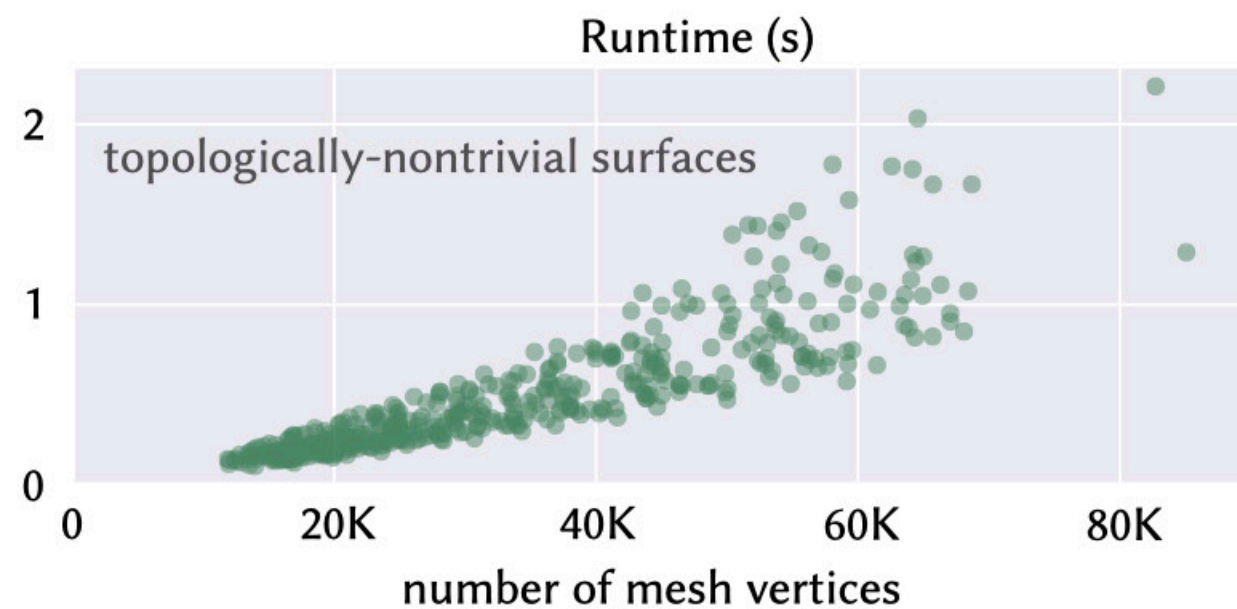 Runtime (s)
2
topologically-nontrivial surfaces
1
0
0 20K 40K 60K 80K
number of mesh vertices